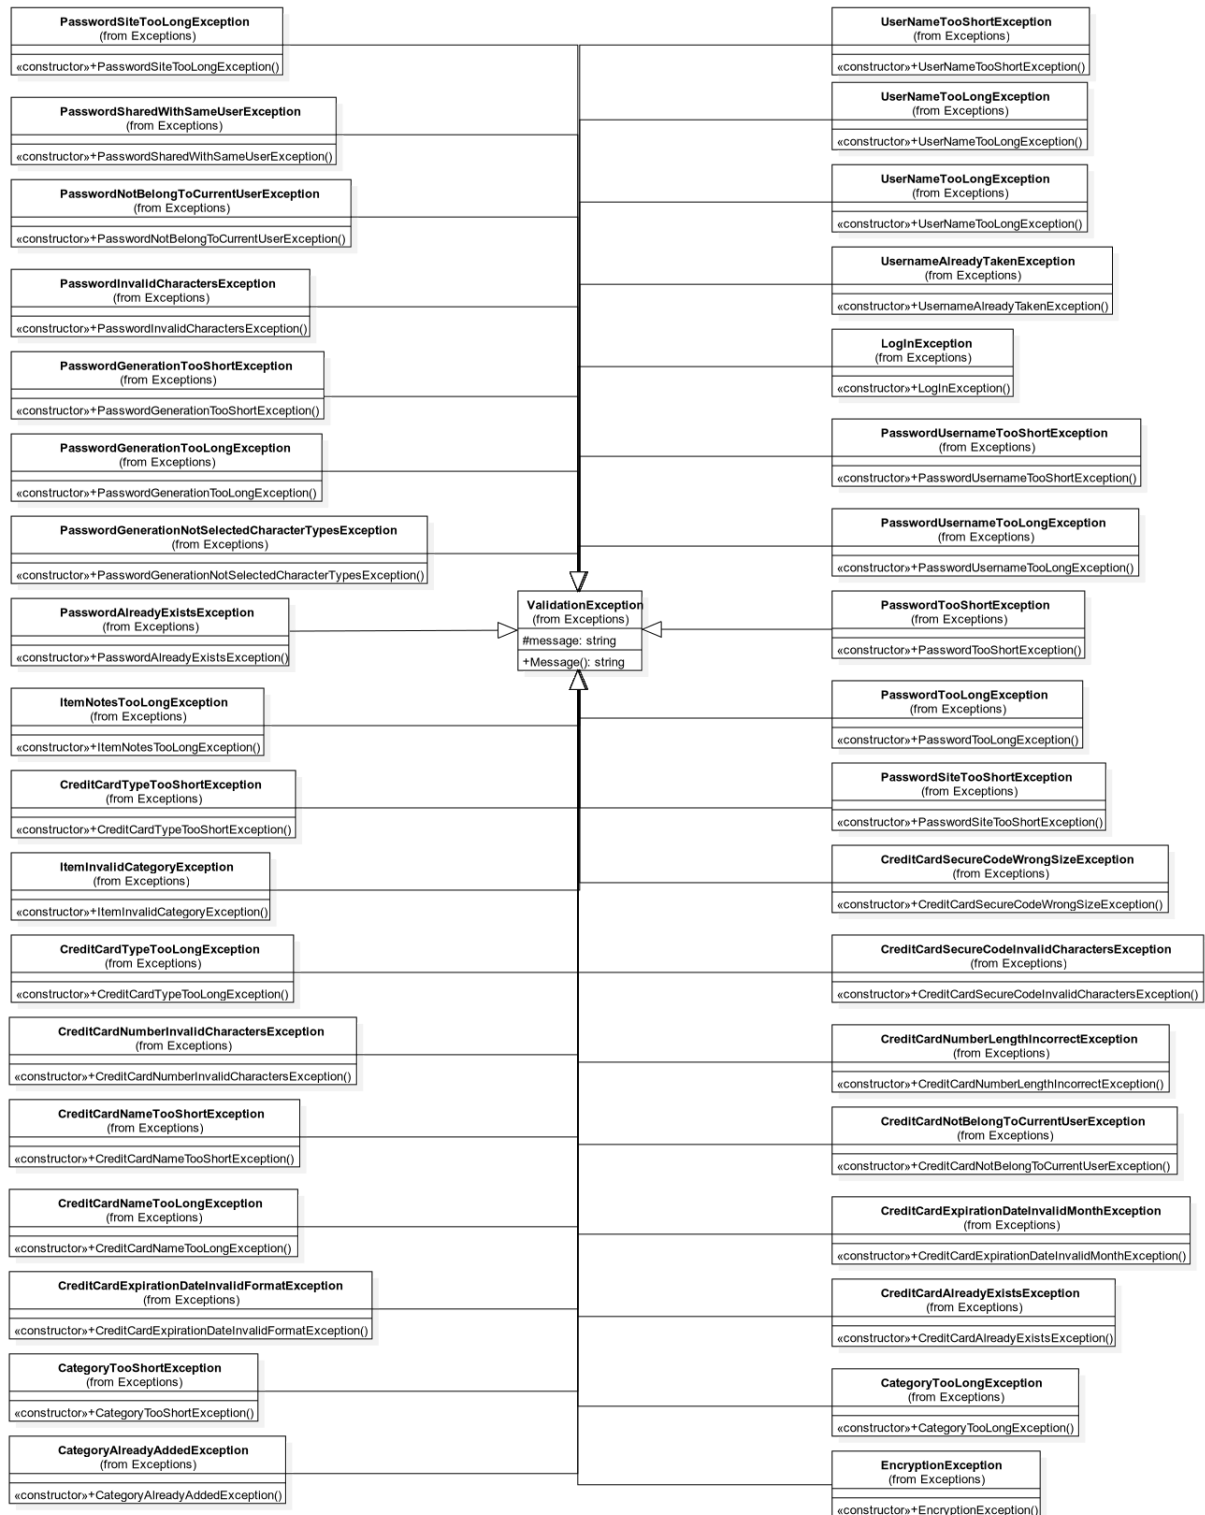 PasswordSiteTooLongException
(from Exceptions)
«constructor»+PasswordSiteTooLongException()
PasswordSharedWithSameUserException
(from Exceptions)
«constructor»+PasswordSharedWithSameUserException()
PasswordNotBelongToCurrentUserException
(from Exceptions)
«constructor»+PasswordNotBelongToCurrentUserException()
PasswordInvalidCharactersException
(from Exceptions)
«constructor»+PasswordInvalidCharactersException()
PasswordGenerationTooShortException
(from Exceptions)
«constructor»+PasswordGenerationTooShortException()
PasswordGenerationTooLongException
(from Exceptions)
«constructor»+PasswordGenerationTooLongException()
PasswordGenerationNotSelectedCharacterTypesException
(from Exceptions)
«constructor»+PasswordGenerationNotSelectedCharacterTypesException()
PasswordAlreadyExistsException
(from Exceptions)
«constructor»+PasswordAlreadyExistsException()
ItemNotesTooLongException
(from Exceptions)
«constructor»+ItemNotesTooLongException()
CreditCardTypeTooShortException
(from Exceptions)
«constructor»+CreditCardTypeTooShortException()
ItemInvalidCategoryException
(from Exceptions)
«constructor»+ItemInvalidCategoryException()
CreditCardTypeTooLongException
(from Exceptions)
«constructor»+CreditCardTypeTooLongException()
CreditCardNumberInvalidCharactersException
(from Exceptions)
«constructor»+CreditCardNumberInvalidCharactersException()
CreditCardNameTooShortException
(from Exceptions)
«constructor»+CreditCardNameTooShortException()
CreditCardNameTooLongException
(from Exceptions)
«constructor»+CreditCardNameTooLongException()
CreditCardExpirationDateInvalidFormatException
(from Exceptions)
«constructor»+CreditCardExpirationDateInvalidFormatException()
CategoryTooShortException
(from Exceptions)
«constructor»+CategoryTooShortException()
CategoryAlreadyAddedException
(from Exceptions)
«constructor»+CategoryAlreadyAddedException()
ValidationException
(from Exceptions)
#message: string
+Message(): string
UserNameTooShortException
(from Exceptions)
«constructor»+UserNameTooShortException()
UserNameTooLongException
(from Exceptions)
«constructor»+UserNameTooLongException()
UserNameTooLongException
(from Exceptions)
«constructor»+UserNameTooLongException()
UsernameAlreadyTakenException
(from Exceptions)
«constructor»+UsernameAlreadyTakenException()
LogInException
(from Exceptions)
«constructor»+LogInException()
PasswordUsernameTooShortException
(from Exceptions)
«constructor»+PasswordUsernameTooShortException()
PasswordUsernameTooLongException
(from Exceptions)
«constructor»+PasswordUsernameTooLongException()
PasswordTooShortException
(from Exceptions)
«constructor»+PasswordTooShortException()
PasswordTooLongException
(from Exceptions)
«constructor»+PasswordTooLongException()
PasswordSiteTooShortException
(from Exceptions)
«constructor»+PasswordSiteTooShortException()
CreditCardSecureCodeWrongSizeException
(from Exceptions)
«constructor»+CreditCardSecureCodeWrongSizeException()
CreditCardSecureCodeInvalidCharactersException
(from Exceptions)
«constructor»+CreditCardSecureCodeInvalidCharactersException()
CreditCardNumberLengthIncorrectException
(from Exceptions)
«constructor»+CreditCardNumberLengthIncorrectException()
CreditCardNotBelongToCurrentUserException
(from Exceptions)
«constructor»+CreditCardNotBelongToCurrentUserException()
CreditCardExpirationDateInvalidMonthException
(from Exceptions)
«constructor»+CreditCardExpirationDateInvalidMonthException()
CreditCardAlreadyExistsException
(from Exceptions)
«constructor»+CreditCardAlreadyExistsException()
CategoryTooLongException
(from Exceptions)
«constructor»+CategoryTooLongException()
EncryptionException
(from Exceptions)
«constructor»+EncryptionException()